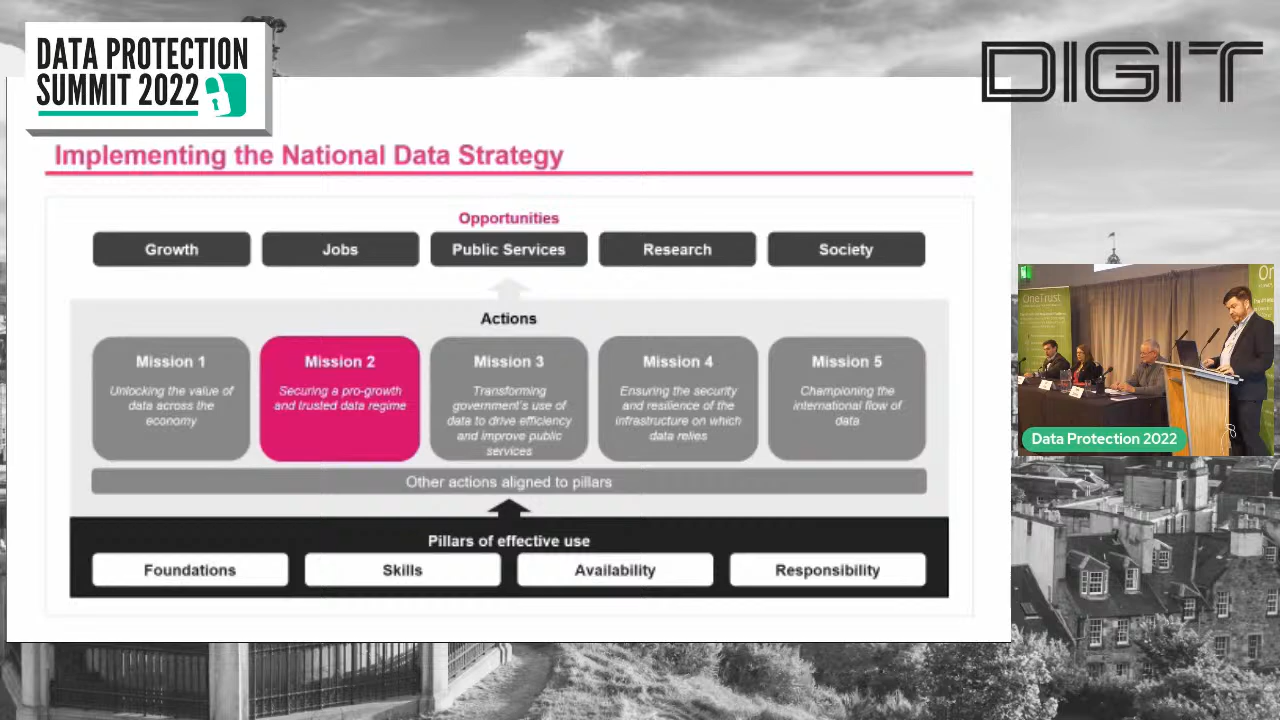 DATA PROTECTION
SUMMIT 2022
DIGIT
Implementing the National Data Strategy
Opportunities
Growth
Jobs
Public Services
Research
Society
Actions
Mission 1
Unlocking the value of
data across the
economy
Mission 2
Securing a pro-growth
and trusted data regime
Mission 3
Transforming
government's use of
data to drive efficiency
and improve public
services
Mission 4
Ensuring the security
and resilience of the
infrastructure on which
data relies
Mission 5
Championing the
international flow of
data
Other actions aligned to pillars
Pillars of effective use
Foundations
Skills
Availability
Responsibility
OneTrust
On
Data Protection 2022